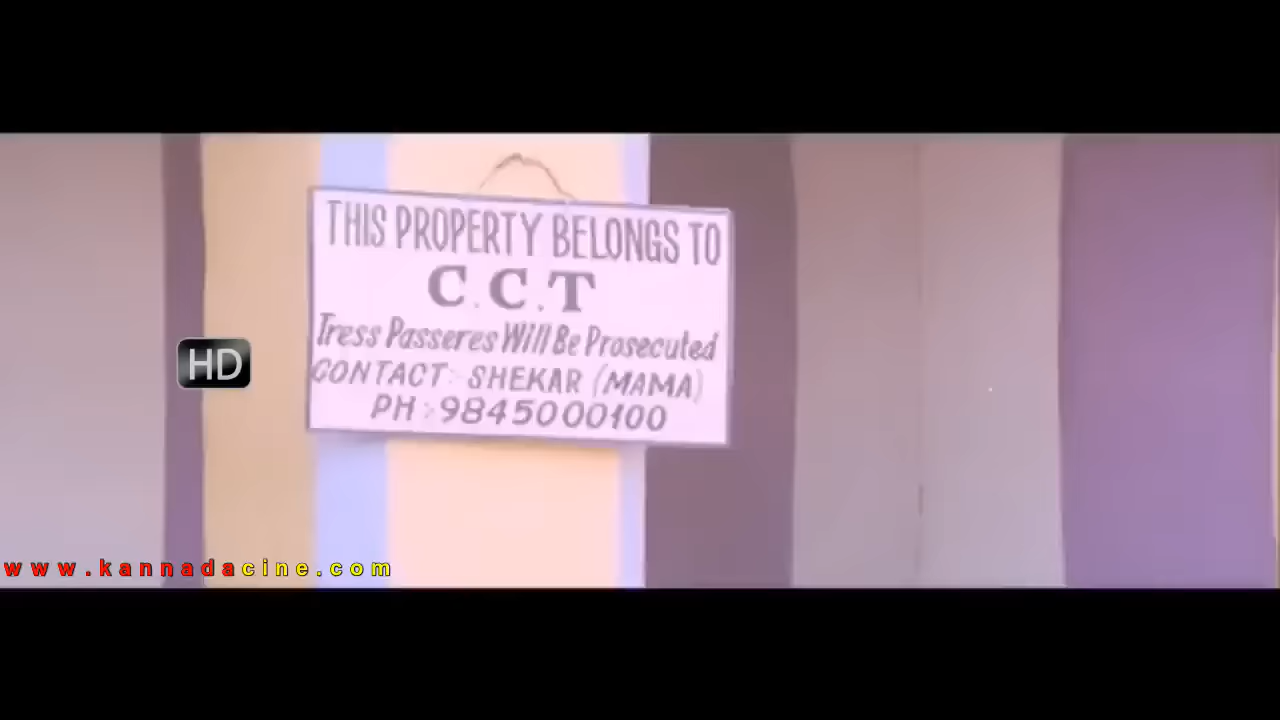 THIS PROPERTY BELONGS TO
C.C.T
Tress Passeres Will Be Prosecuted
CONTACT:- SHEKAR (MAMA)
PH :- 9845000100
HD
www.kannadacine.com